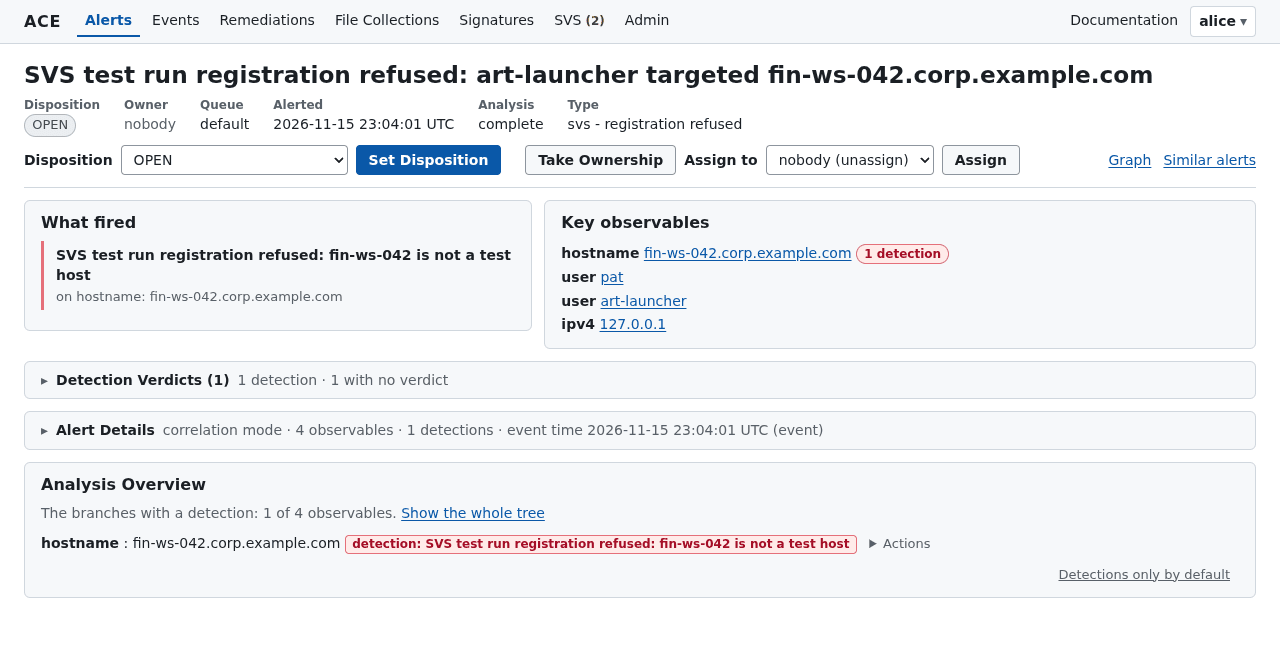 ACE Alerts Events Remediations File Collections Signatures SVS (2) Admin Documentation alice ▾
SVS test run registration refused: art-launcher targeted fin-ws-042.corp.example.com
Disposition Owner Queue Alerted Analysis Type
OPEN nobody default 2026-11-15 23:04:01 UTC complete svs - registration refused
Disposition OPEN Set Disposition Take Ownership Assign to nobody (unassign) Assign Graph Similar alerts
What fired
SVS test run registration refused: fin-ws-042 is not a test
host
on hostname: fin-ws-042.corp.example.com
Key observables
hostname fin-ws-042.corp.example.com 1 detection
user pat
user art-launcher
ipv4 127.0.0.1
▸ Detection Verdicts (1) 1 detection · 1 with no verdict
▸ Alert Details correlation mode · 4 observables · 1 detections · event time 2026-11-15 23:04:01 UTC (event)
Analysis Overview
The branches with a detection: 1 of 4 observables. Show the whole tree
hostname : fin-ws-042.corp.example.com detection: SVS test run registration refused: fin-ws-042 is not a test host ▸ Actions
Detections only by default